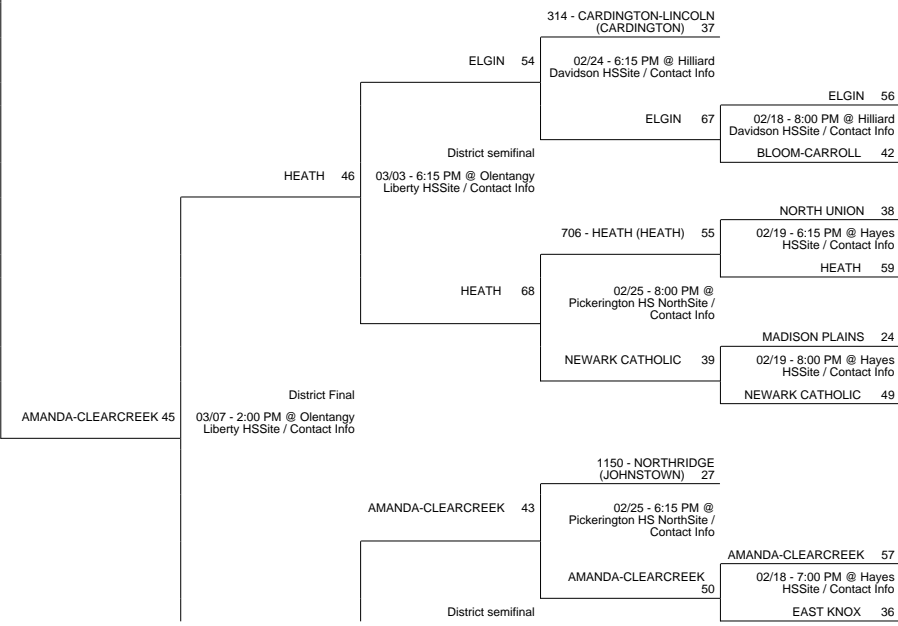 314 - CARDINGTON-LINCOLN
(CARDINGTON) 37
ELGIN 54
02/24 - 6:15 PM @ Hilliard
Davidson HSSite / Contact Info
ELGIN 56
ELGIN 67
02/18 - 8:00 PM @ Hilliard
Davidson HSSite / Contact Info
District semifinal
BLOOM-CARROLL 42
HEATH 46
03/03 - 6:15 PM @ Olentangy
Liberty HSSite / Contact Info
NORTH UNION 38
706 - HEATH (HEATH) 55
02/19 - 6:15 PM @ Hayes
HSSite / Contact Info
HEATH 59
HEATH 68
02/25 - 8:00 PM @
Pickerington HS NorthSite /
Contact Info
MADISON PLAINS 24
NEWARK CATHOLIC 39
02/19 - 8:00 PM @ Hayes
HSSite / Contact Info
District Final
NEWARK CATHOLIC 49
AMANDA-CLEARCREEK 45
03/07 - 2:00 PM @ Olentangy
Liberty HSSite / Contact Info
1150 - NORTHRIDGE
(JOHNSTOWN) 27
AMANDA-CLEARCREEK 43
02/25 - 6:15 PM @
Pickerington HS NorthSite /
Contact Info
AMANDA-CLEARCREEK 57
AMANDA-CLEARCREEK
50
02/18 - 7:00 PM @ Hayes
HSSite / Contact Info
District semifinal
EAST KNOX 36